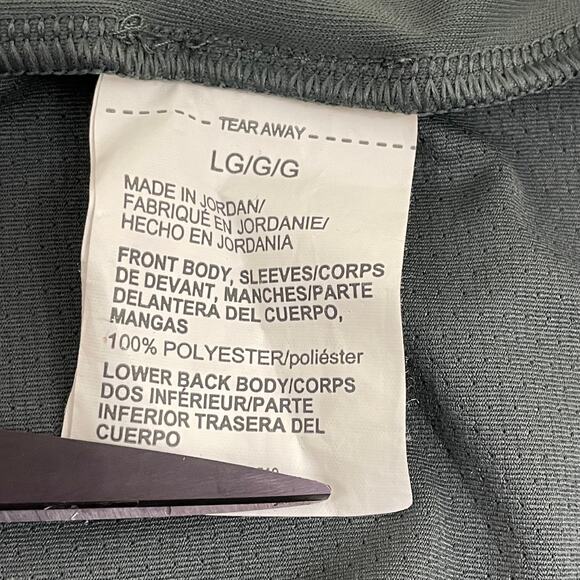 TEAR AWAY
LG/G/G
MADE IN JORDAN/
FABRIQUÉ EN JORDANIE/
HECHO EN JORDANIA
FRONT BODY, SLEEVES/CORPS
DE DEVANT, MANCHES/PARTE
DELANTERA DEL CUERPO,
MANGAS
100% POLYESTER/poliéster
LOWER BACK BODY/CORPS
DOS INFÉRIEUR/PARTE
INFERIOR TRASERA DEL
CUERPO